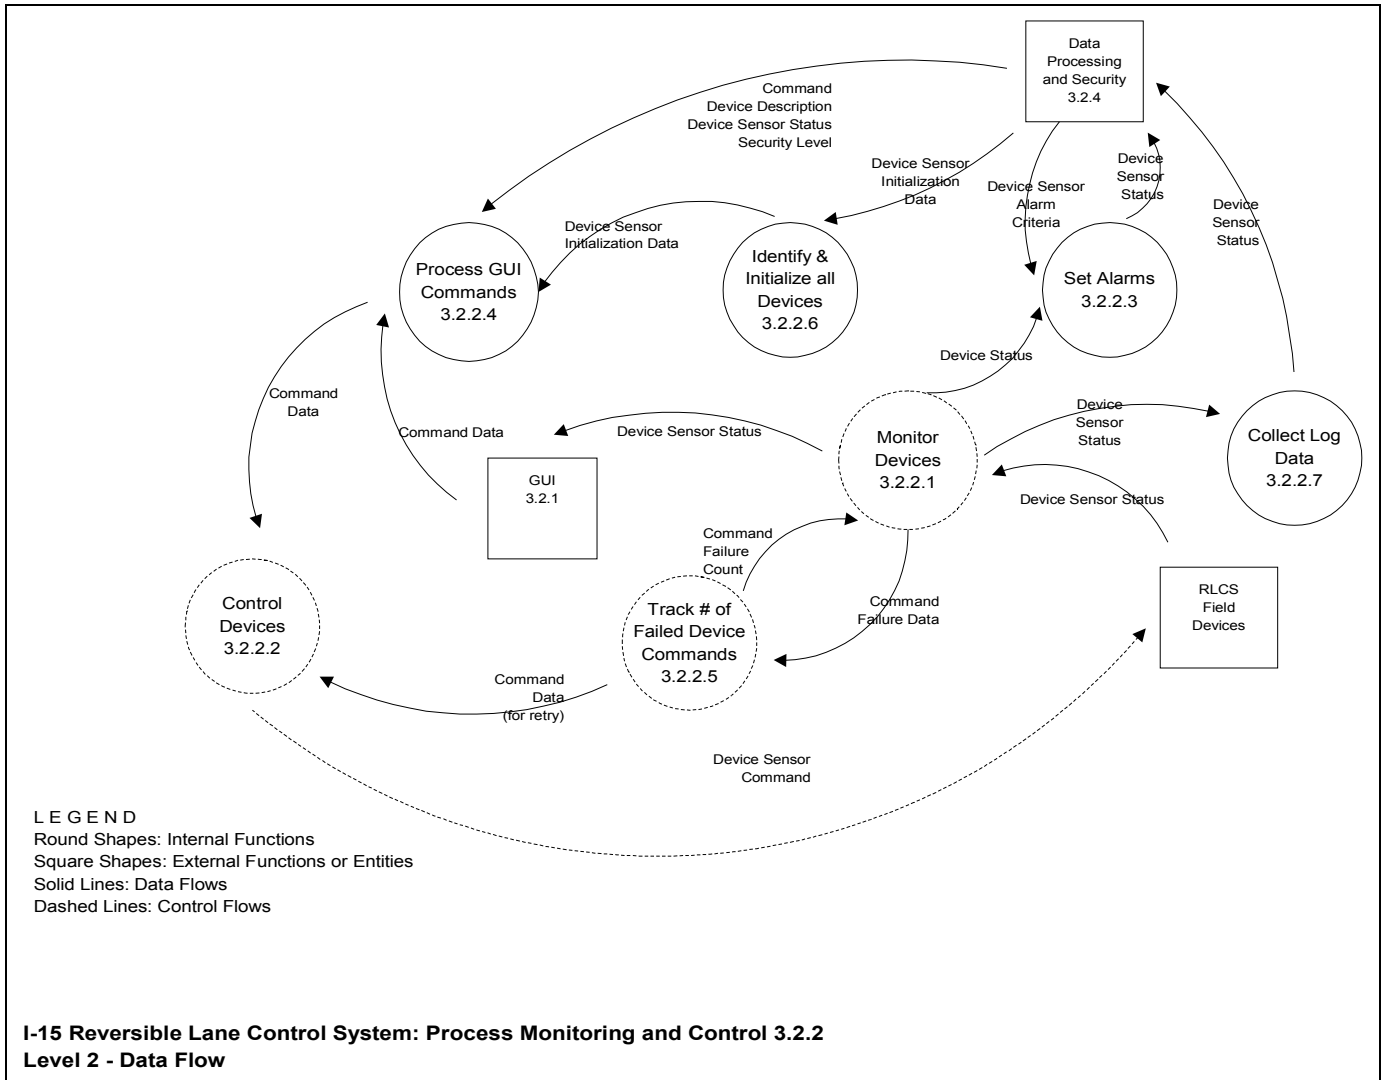 Data
Processing
and Security
3.2.4
Command
Device Description
Device Sensor Status
Security Level
Device Sensor
Initialization
Data
Device Sensor
Alarm
Criteria
Device
Sensor
Status
Device
Sensor
Status
Device Sensor
Initialization Data
Process GUI
Commands
3.2.2.4
Identify &
Initialize all
Devices
3.2.2.6
Set Alarms
3.2.2.3
Device Status
Command
Data
Command Data
Device Sensor Status
Monitor
Devices
3.2.2.1
Device
Sensor
Status
Collect Log
Data
3.2.2.7
GUI
3.2.1
Device Sensor Status
Command
Failure
Count
Control
Devices
3.2.2.2
Track # of
Failed Device
Commands
3.2.2.5
Command
Failure Data
RLCS
Field
Devices
Command
Data
(for retry)
Device Sensor
Command
L E G E N D
Round Shapes: Internal Functions
Square Shapes: External Functions or Entities
Solid Lines: Data Flows
Dashed Lines: Control Flows
I-15 Reversible Lane Control System: Process Monitoring and Control 3.2.2
Level 2 - Data Flow